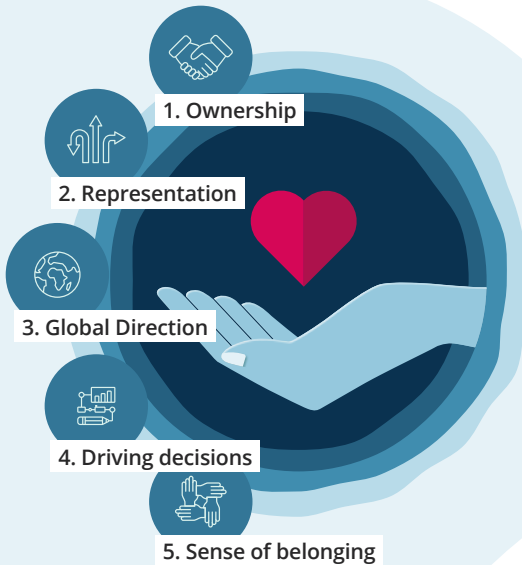 1. Ownership
2. Representation
3. Global Direction
4. Driving decisions
5. Sense of belonging